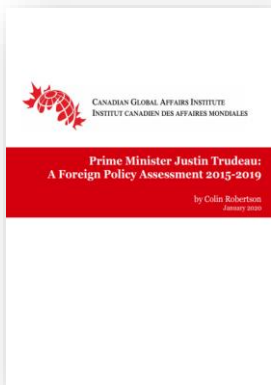 CANADIAN GLOBAL AFFAIRS INSTITUTE
INSTITUT CANADIEN DES AFFAIRES MONDIALES
Prime Minister Justin Trudeau:
A Foreign Policy Assessment 2015-2019
by Colin Robertson
January 2020